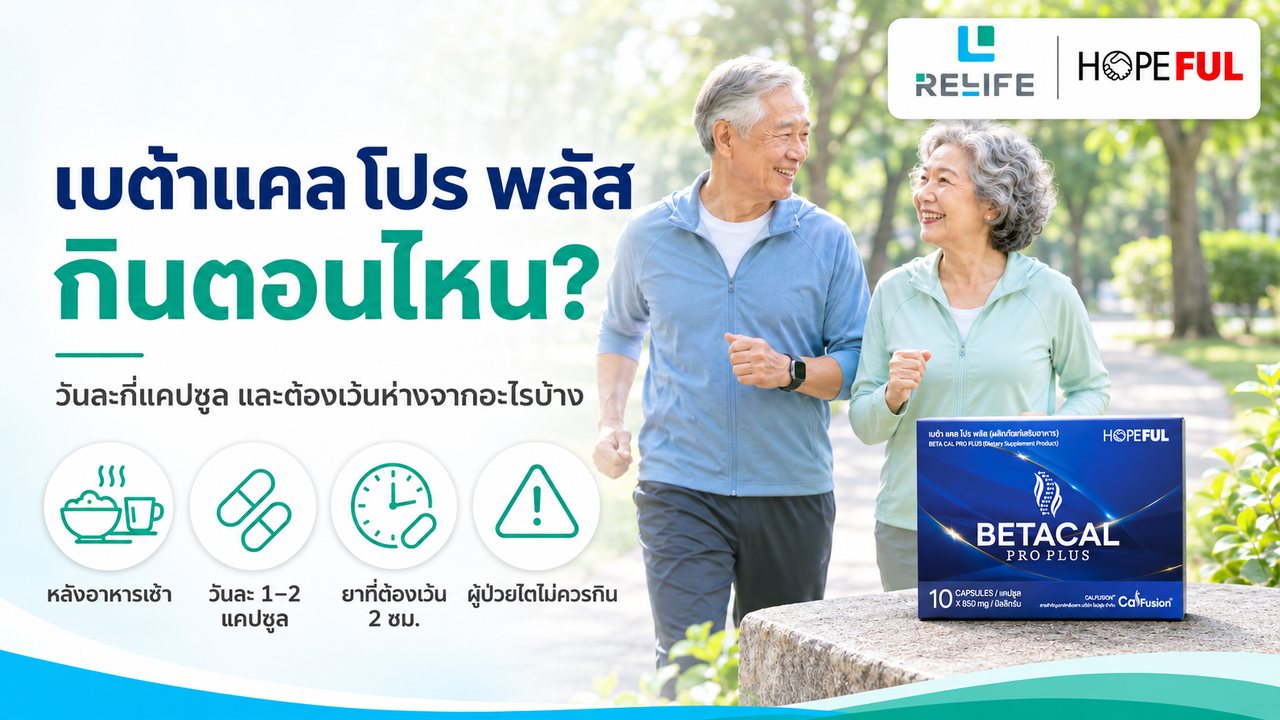 RELIFE
HOPEFUL
เบต้าแคล โปร พลัส
กินตอนไหน?
วันละกี่แคปซูล และต้องเว้นห่างจากอะไรบ้าง
หลังอาหารเช้า
วันละ 1–2
แคปซูล
ยาที่ต้องเว้น
2 ชม.
ผู้ป่วยไตไม่ควรกิน
เบต้า แคล โปร พลัส (ผลิตภัณฑ์เสริมอาหาร)
BETA CAL PRO PLUS (Dietary Supplement Product)
HOPEFUL
BETACAL
PRO PLUS
10 CAPSULES / แคปซูล
X 850 mg / มิลลิกรัม
CALFUSION™
CalFusion®